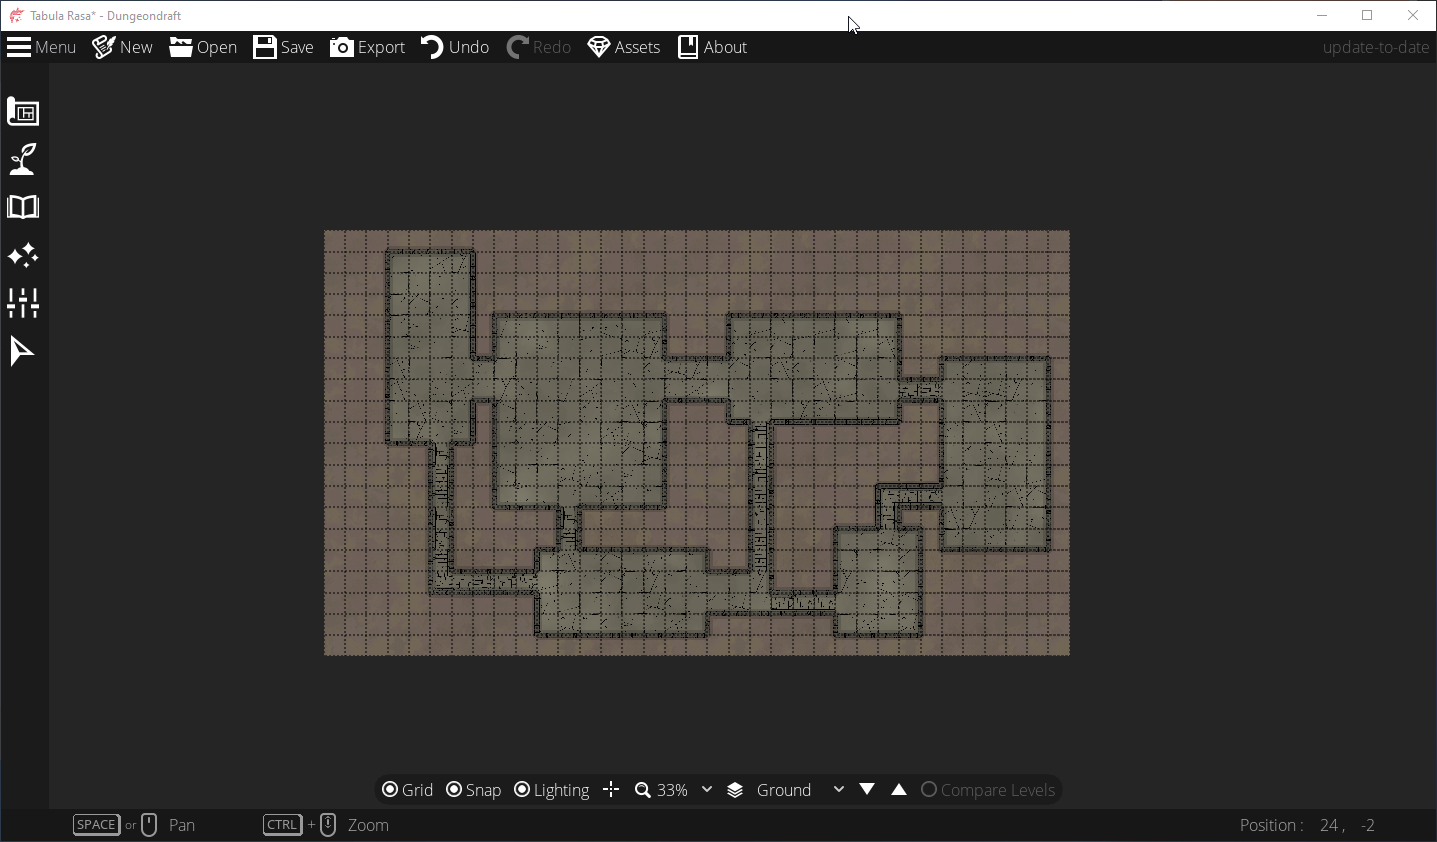 Tabula Rasa* - Dungeondraft
Menu New Open Save Export Undo Redo Assets About update-to-date
Grid Snap Lighting 33% Ground Compare Levels
SPACE or Pan CTRL + Zoom Position : 24 , -2